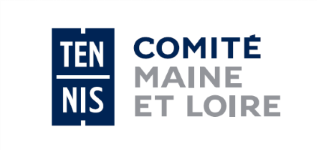 TEN
NIS
COMITÉ
MAINE
ET LOIRE